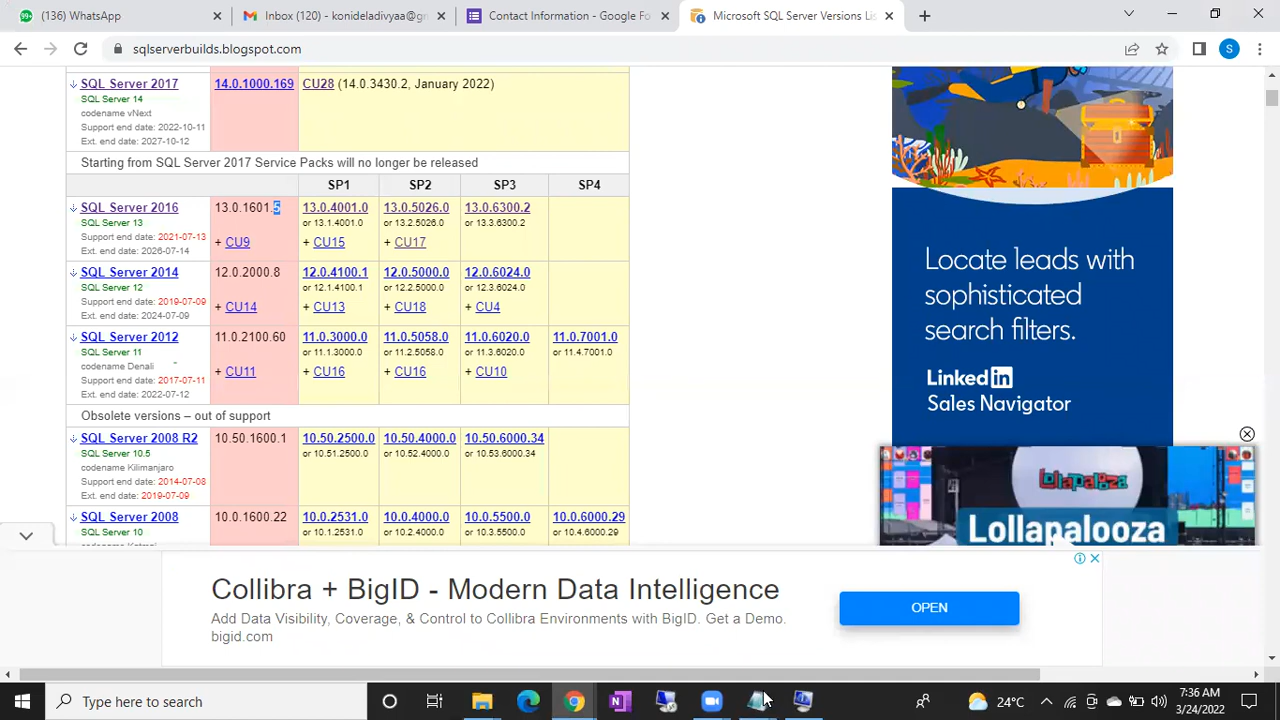 99+ (136) WhatsApp × Inbox (120) - konideladivyaa@gm × Contact Information - Google Fo × Microsoft SQL Server Versions Lis × +
sqlserverbuilds.blogspot.com S
SQL Server 2017 14.0.1000.169 CU28 (14.0.3430.2, January 2022)
SQL Server 14
codename vNext
Support end date: 2022-10-11
Ext. end date: 2027-10-12
Starting from SQL Server 2017 Service Packs will no longer be released
SP1 SP2 SP3 SP4
SQL Server 2016 13.0.1601.5 13.0.4001.0 13.0.5026.0 13.0.6300.2
SQL Server 13 or 13.1.4001.0 or 13.2.5026.0 or 13.3.6300.2
Support end date: 2021-07-13 + CU9 + CU15 + CU17
Ext. end date: 2026-07-14
SQL Server 2014 12.0.2000.8 12.0.4100.1 12.0.5000.0 12.0.6024.0
SQL Server 12 or 12.1.4100.1 or 12.2.5000.0 or 12.3.6024.0
Support end date: 2019-07-09 + CU14 + CU13 + CU18 + CU4
Ext. end date: 2024-07-09
SQL Server 2012 11.0.2100.60 11.0.3000.0 11.0.5058.0 11.0.6020.0 11.0.7001.0
SQL Server 11 or 11.1.3000.0 or 11.2.5058.0 or 11.3.6020.0 or 11.4.7001.0
codename Denali + CU11 + CU16 + CU16 + CU10
Support end date: 2017-07-11
Ext. end date: 2022-07-12
Obsolete versions – out of support
SQL Server 2008 R2 10.50.1600.1 10.50.2500.0 10.50.4000.0 10.50.6000.34
SQL Server 10.5 or 10.51.2500.0 or 10.52.4000.0 or 10.53.6000.34
codename Kilimanjaro
Support end date: 2014-07-08
Ext. end date: 2019-07-09
SQL Server 2008 10.0.1600.22 10.0.2531.0 10.0.4000.0 10.0.5500.0 10.0.6000.29
SQL Server 10 or 10.1.2531.0 or 10.2.4000.0 or 10.3.5500.0 or 10.4.6000.29
Locate leads with
sophisticated
search filters.
Linked in
Sales Navigator
lollapalooza
Lollapalooza
Collibra + BigID - Modern Data Intelligence
Add Data Visibility, Coverage, & Control to Collibra Environments with BigID. Get a Demo.
bigid.com
OPEN
Type here to search
24°C
7:36 AM
3/24/2022